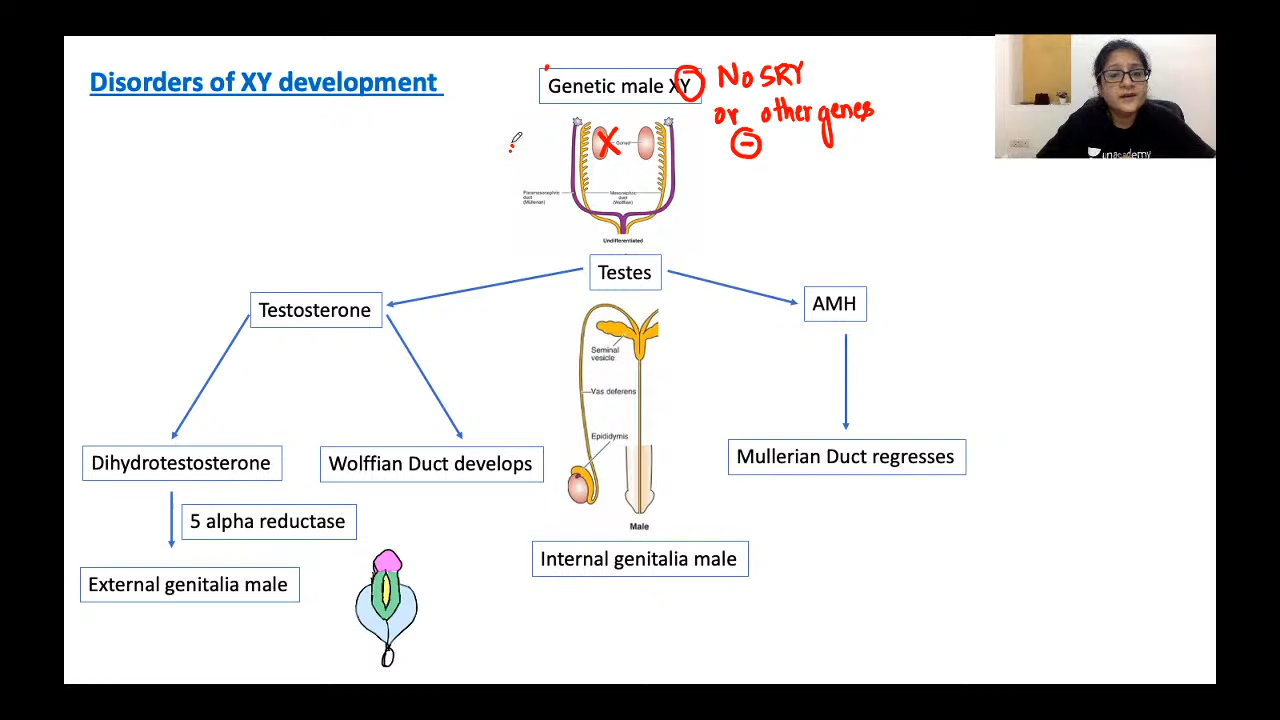 Disorders of XY development
Genetic male XY
No SRY
or other genes
Gonad
Paramesonephric
duct
(Mullerian)
Mesonephric
duct
(Wolffian)
Undifferentiated
unacademy
Testes
Testosterone
AMH
Seminal
vesicle
Vas deferens
Epididymis
Dihydrotestosterone
Wolffian Duct develops
Mullerian Duct regresses
5 alpha reductase
Male
Internal genitalia male
External genitalia male